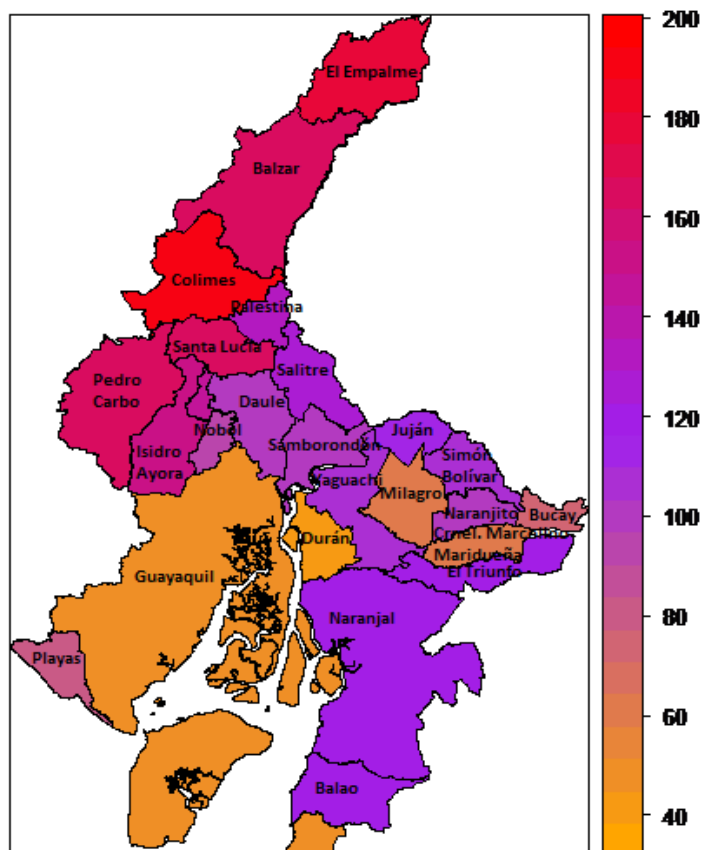 200
El Empalme
180
Balzar
160
Colimes
Palestina
140
Santa Lucía
Salitre
Pedro
Carbo
Daule
120
Nobol
Juján
Isidro
Ayora
Samborondón
Simón
Bolívar
Yaguachi
Milagro
100
Naranjito
Bucay
Crnel. Marcelino
Maridueña
Durán
El Triunfo
Guayaquil
80
Naranjal
Playas
60
Balao
40